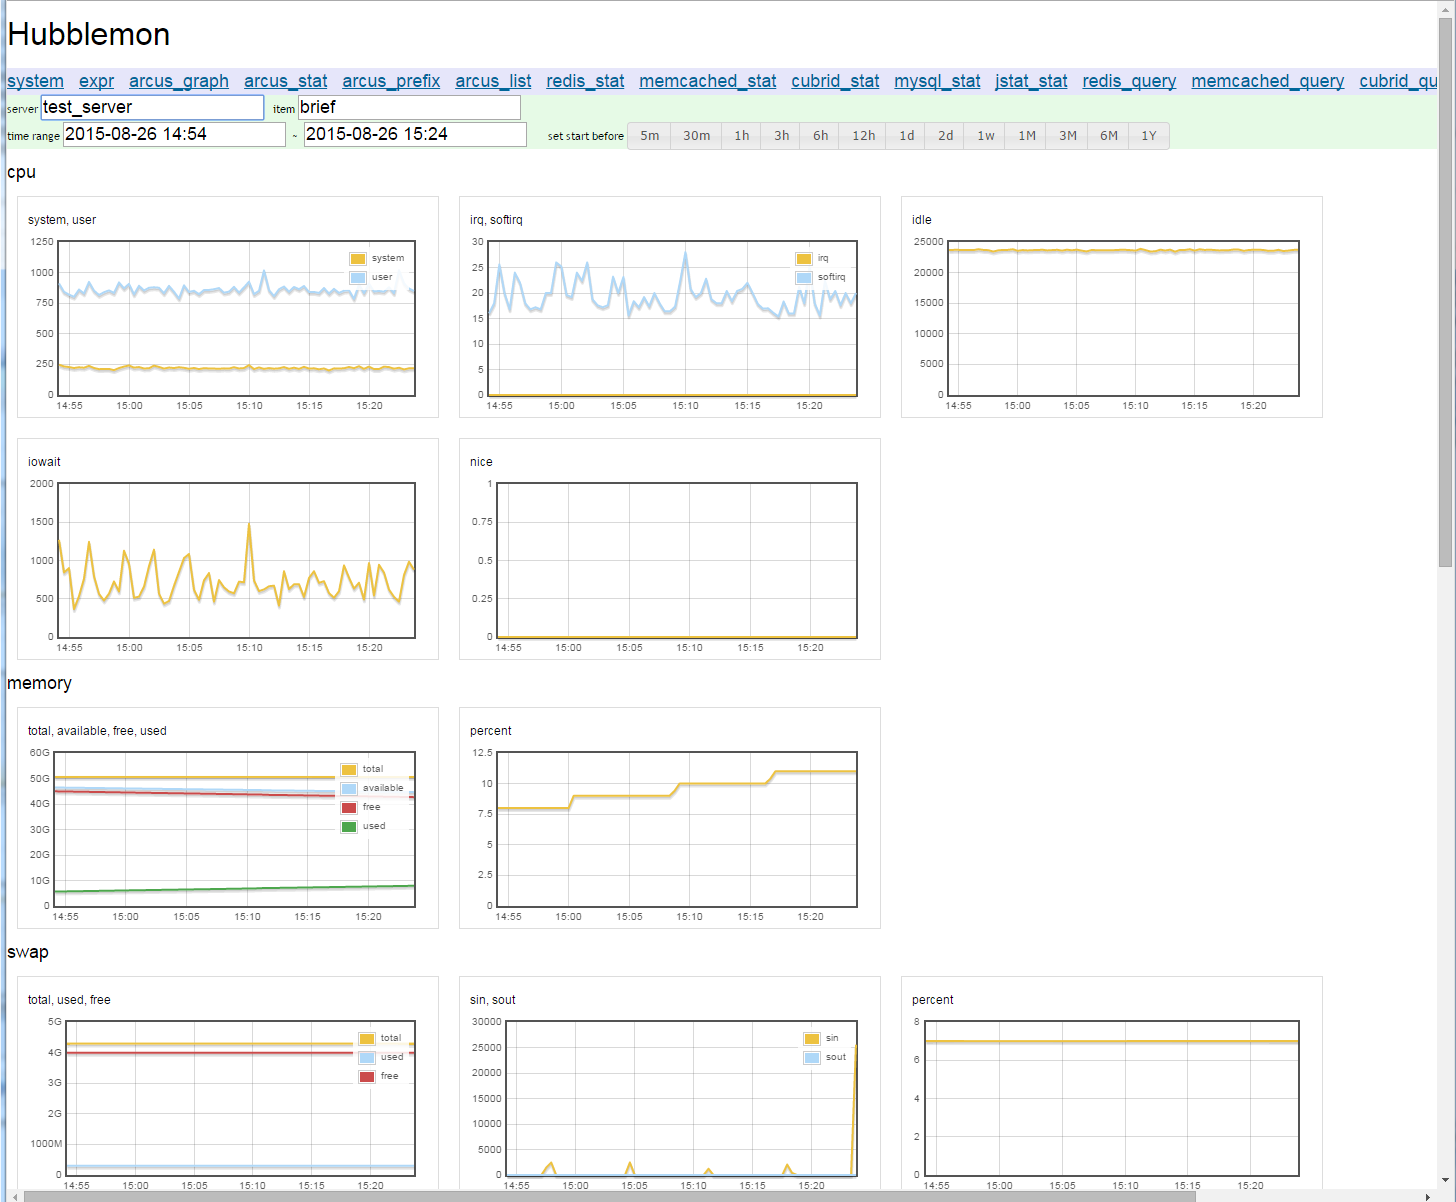 Hubblemon
system expr arcus_graph arcus_stat arcus_prefix arcus_list redis_stat memcached_stat cubrid_stat mysql_stat jstat_stat redis_query memcached_query cubrid_qu
server test_server item brief
time range 2015-08-26 14:54 ~ 2015-08-26 15:24 set start before 5m 30m 1h 3h 6h 12h 1d 2d 1w 1M 3M 6M 1Y
cpu
system, user
1250
1000
750
500
250
0
14:55 15:00 15:05 15:10 15:15 15:20
system
user
irq, softirq
30
25
20
15
10
5
0
14:55 15:00 15:05 15:10 15:15 15:20
irq
softirq
idle
25000
20000
15000
10000
5000
0
14:55 15:00 15:05 15:10 15:15 15:20
iowait
2000
1500
1000
500
0
14:55 15:00 15:05 15:10 15:15 15:20
nice
1
0.75
0.5
0.25
0
14:55 15:00 15:05 15:10 15:15 15:20
memory
total, available, free, used
60G
50G
40G
30G
20G
10G
0
14:55 15:00 15:05 15:10 15:15 15:20
total
available
free
used
percent
12.5
10
7.5
5
2.5
0
14:55 15:00 15:05 15:10 15:15 15:20
swap
total, used, free
5G
4G
3G
2G
1000M
0
14:55 15:00 15:05 15:10 15:15 15:20
total
used
free
sin, sout
30000
25000
20000
15000
10000
5000
0
14:55 15:00 15:05 15:10 15:15 15:20
sin
sout
percent
8
6
4
2
0
14:55 15:00 15:05 15:10 15:15 15:20